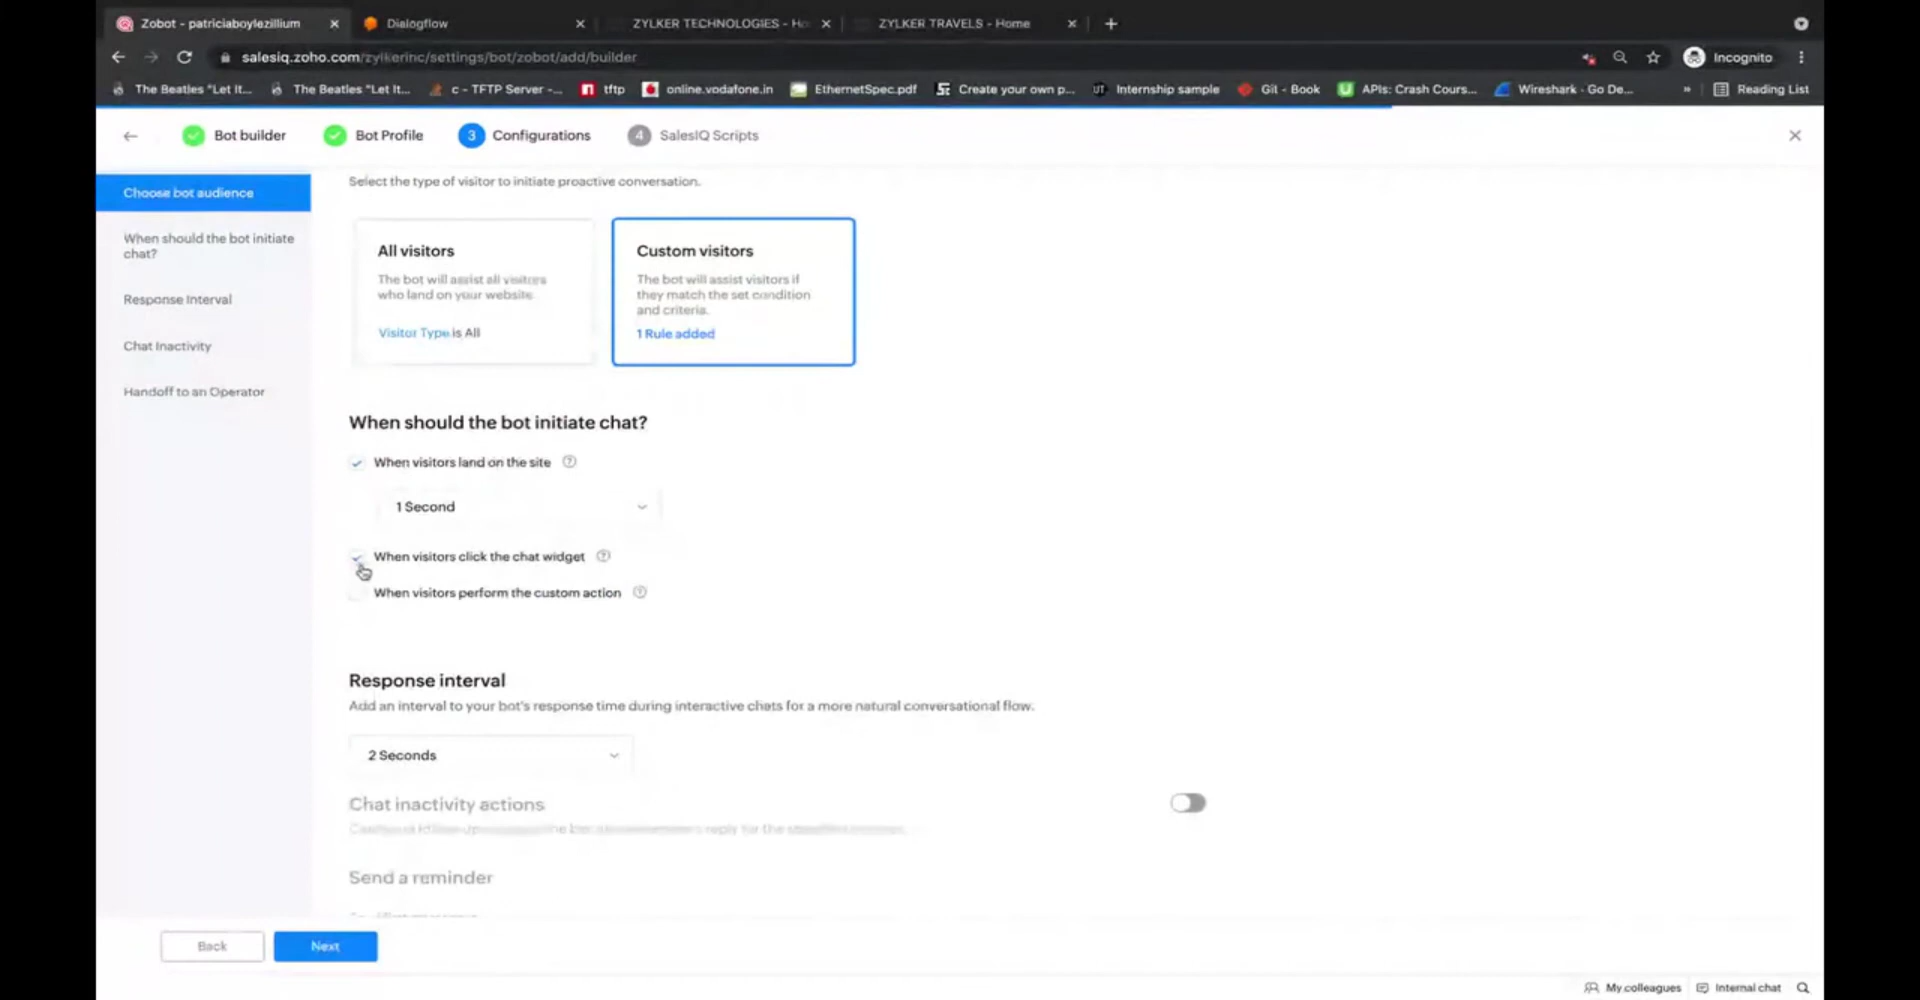 Zobot - patriciaboylezillium
Dialogflow
ZYLKER TECHNOLOGIES - Ho
ZYLKER TRAVELS - Home
salesiq.zoho.com/zylkerinc/settings/bot/zobot/add/builder
Incognito
The Beatles "Let It...
The Beatles "Let It...
c - TFTP Server -...
tftp
online.vodafone.in
EthernetSpec.pdf
Create your own p...
Internship sample
Git - Book
APIs: Crash Cours...
Wireshark - Go De...
»
Reading List
Bot builder
Bot Profile
3 Configurations
4 SalesIQ Scripts
Choose bot audience
When should the bot initiate
chat?
Response Interval
Chat Inactivity
Handoff to an Operator
Select the type of visitor to initiate proactive conversation.
All visitors
The bot will assist all visitors
who land on your website.
Visitor Type is All
Custom visitors
The bot will assist visitors if
they match the set condition
and criteria.
1 Rule added
When should the bot initiate chat?
When visitors land on the site
1 Second
When visitors click the chat widget
When visitors perform the custom action
Response interval
Add an interval to your bot's response time during interactive chats for a more natural conversational flow.
2 Seconds
Chat inactivity actions
reply for the
Send a reminder
Back
Next
My colleagues
Internal chat